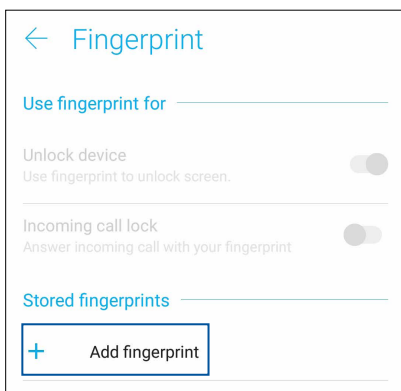 Fingerprint
Use fingerprint for
Unlock device
Use fingerprint to unlock screen.
Incoming call lock
Answer incoming call with your fingerprint
Stored fingerprints
+ Add fingerprint